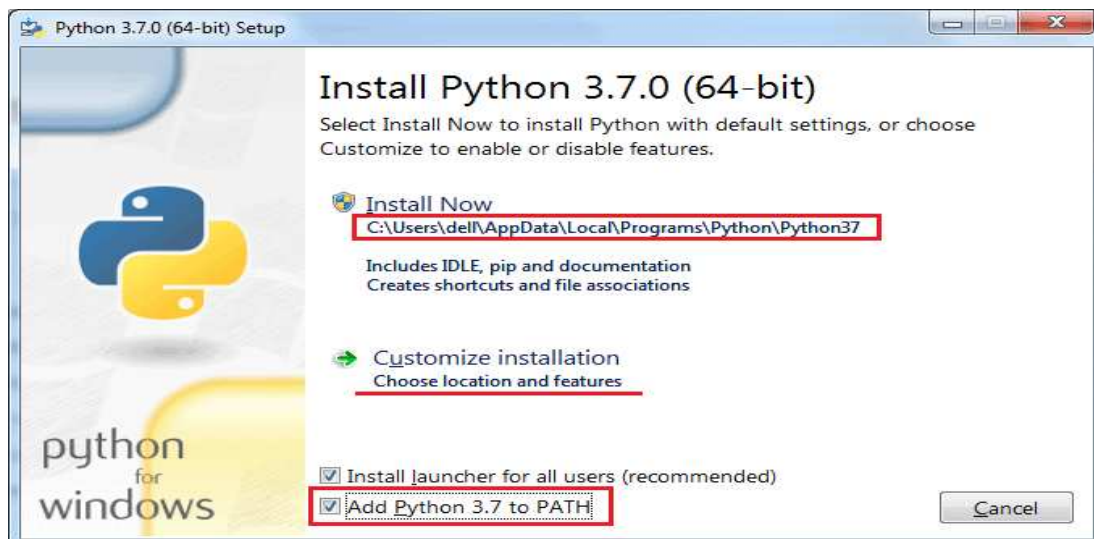 Python 3.7.0 (64-bit) Setup
Install Python 3.7.0 (64-bit)
Select Install Now to install Python with default settings, or choose
Customize to enable or disable features.
Install Now
C:\Users\dell\AppData\Local\Programs\Python\Python37
Includes IDLE, pip and documentation
Creates shortcuts and file associations
Customize installation
Choose location and features
python
for
windows
Install launcher for all users (recommended)
Add Python 3.7 to PATH
Cancel